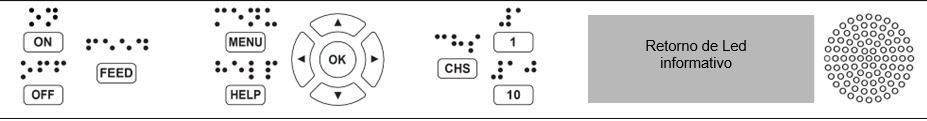 ON
FEED
OFF
MENU
HELP
OK
CHS
1
10
Retorno de Led
informativo